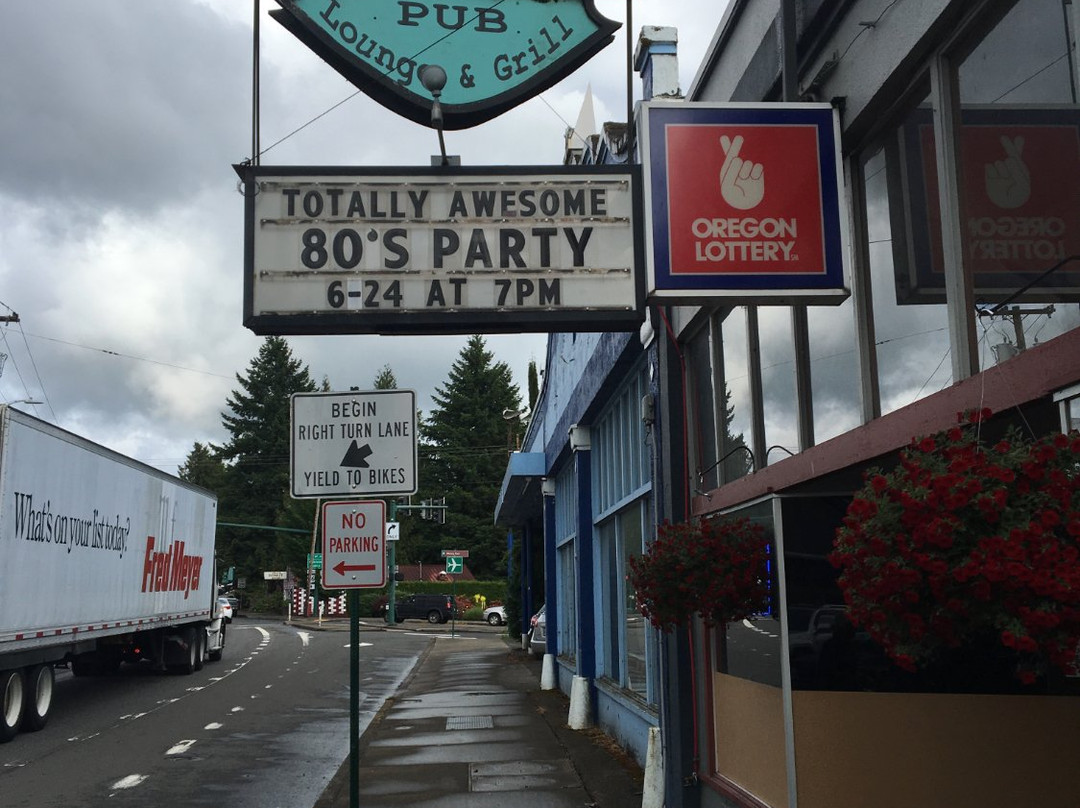 PUB
Lounge & Grill
TOTALLY AWESOME
80'S PARTY
6-24 AT 7PM
OREGON
LOTTERY
BEGIN
RIGHT TURN LANE
YIELD TO BIKES
NO
PARKING
What's on your list today?
Fred Meyer